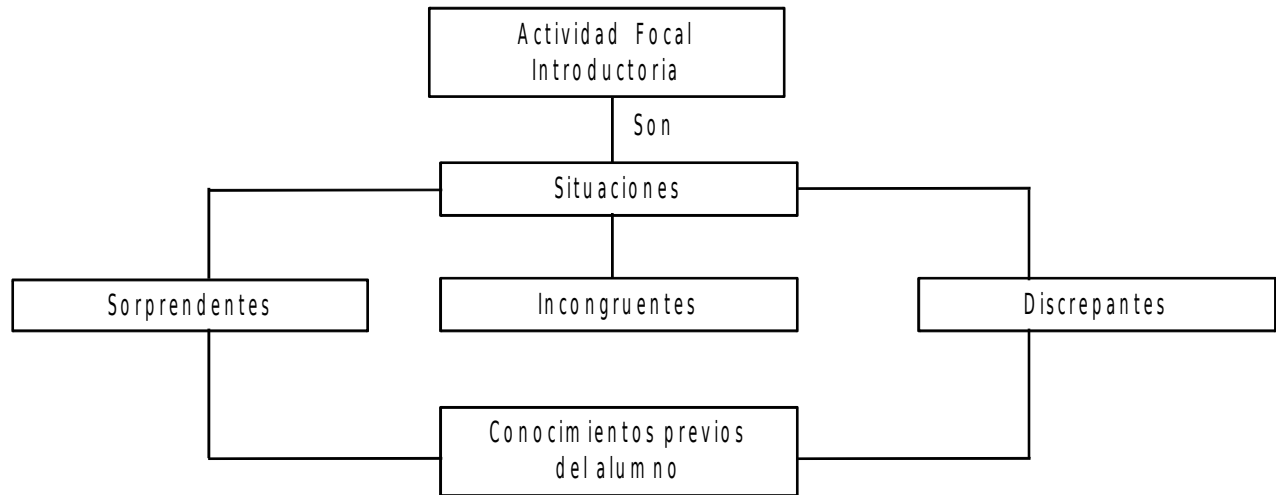 Actividad Focal
Introductoria
Son
Situaciones
Sorprendentes
Incongruentes
Discrepantes
Conocimientos previos
del alumno